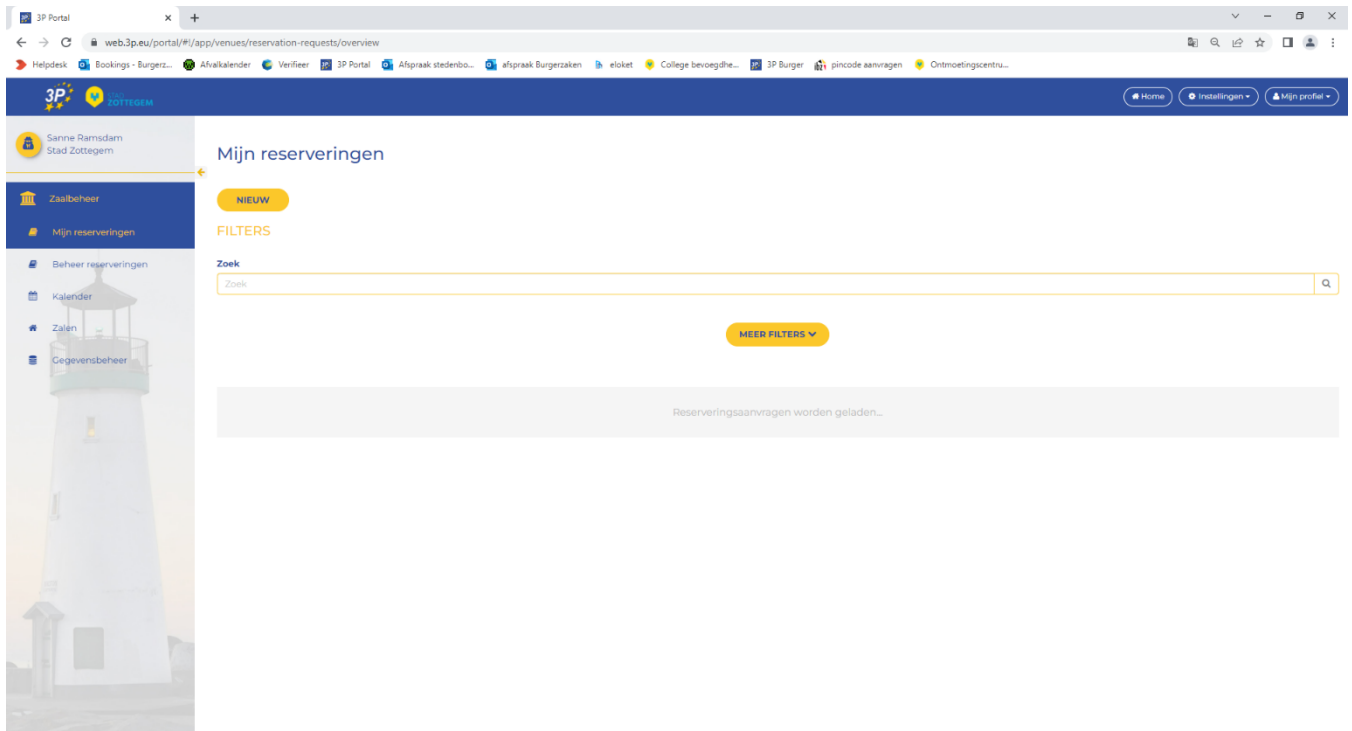 3P Portal
web.3p.eu/portal/#!/app/venues/reservation-requests/overview
Helpdesk Bookings - Burgerz... Afvalkalender Verifieer 3P Portal Afspraak stedenbo... afspraak Burgerzaken eloket College bevoegdhe... 3P Burger pincode aanvragen Ontmoetingscentru...
3P STAD ZOTTEGEM Home Instellingen Mijn profiel
Sanne Ramsdam
Stad Zottegem
Zaalbeheer
Mijn reserveringen
Beheer reserveringen
Kalender
Zalen
Gegevensbeheer
Mijn reserveringen
NIEUW
FILTERS
Zoek
Zoek
MEER FILTERS
Reserveringsaanvragen worden geladen...